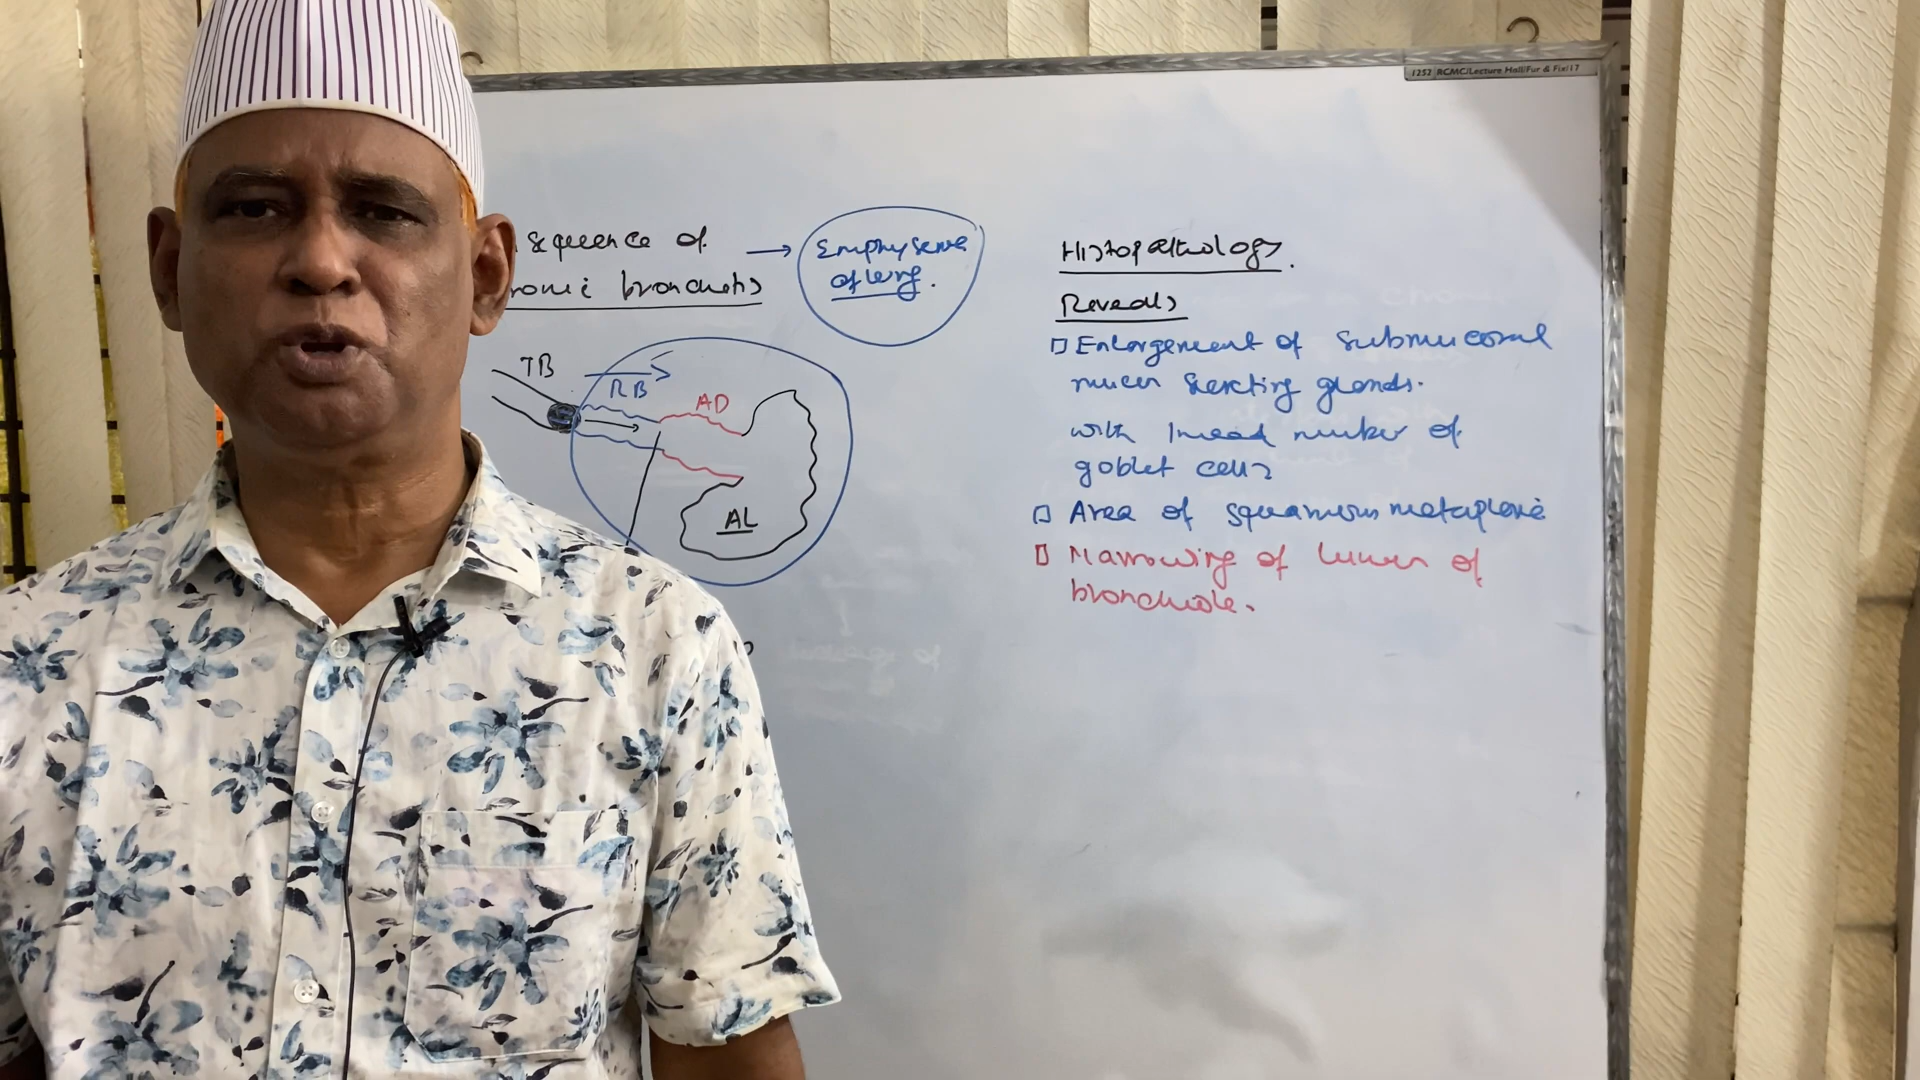 1252 RCMC/Lecture Hall/Fur & Fix/17
sequence of → Emphysema
of lung.
ronic bronchitis
Histopathology.
Reveals
Enlargement of submucosal
mucus secreting glands.
with Incead number of
goblet cells
Area of squamous metaplasia
Narrowing of lumen of
bronchiole.
TB
RB
AD
AL